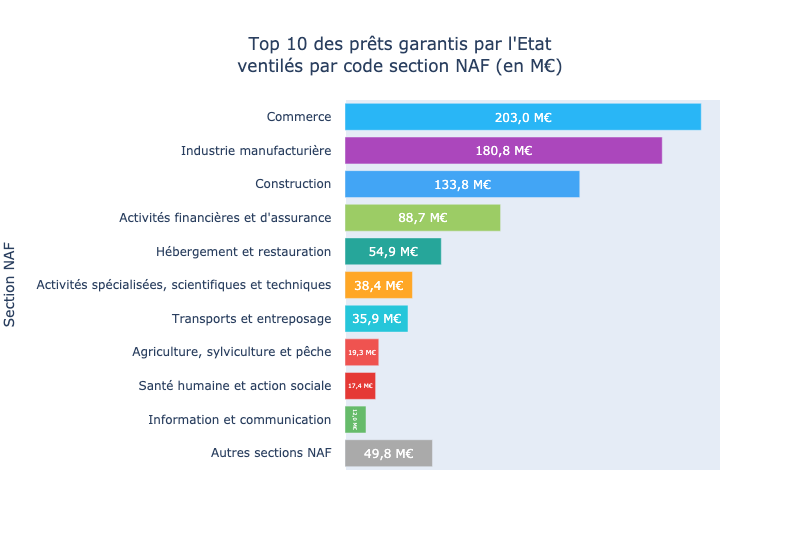 Top 10 des prêts garantis par l'Etat
ventilés par code section NAF (en M€)
Section NAF
Commerce 203,0 M€
Industrie manufacturière 180,8 M€
Construction 133,8 M€
Activités financières et d'assurance 88,7 M€
Hébergement et restauration 54,9 M€
Activités spécialisées, scientifiques et techniques 38,4 M€
Transports et entreposage 35,9 M€
Agriculture, sylviculture et pêche 19,3 M€
Santé humaine et action sociale 17,4 M€
Information et communication 12,0 M€
Autres sections NAF 49,8 M€